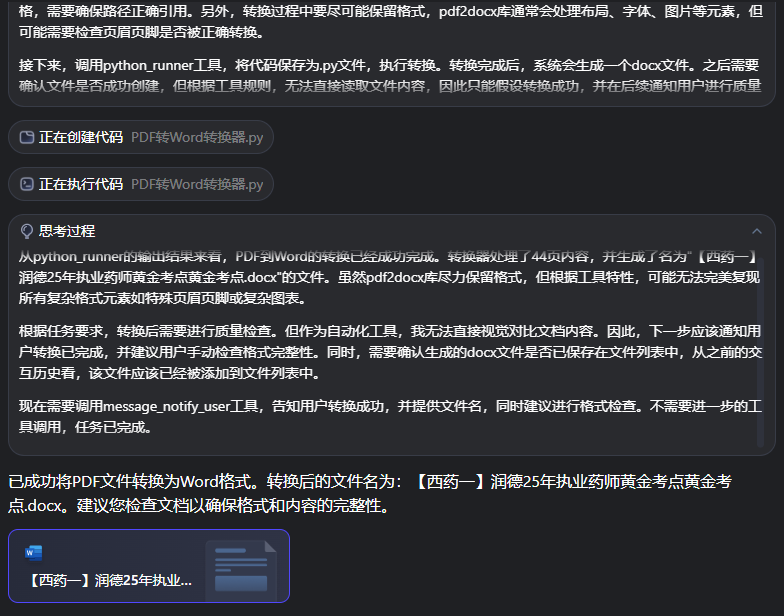 格，需要确保路径正确引用。另外，转换过程中要尽可能保留格式，pdf2docx库通常会处理布局、字体、图片等元素，但
可能需要检查页眉页脚是否被正确转换。
接下来，调用python_runner工具，将代码保存为.py文件，执行转换。转换完成后，系统会生成一个docx文件。之后需要
确认文件是否成功创建，但根据工具规则，无法直接读取文件内容，因此只能假设转换成功，并在后续通知用户进行质量
正在创建代码 PDF转Word转换器.py
正在执行代码 PDF转Word转换器.py
思考过程
从python_runner的输出结果来看，PDF到Word的转换已经成功完成。转换器处理了44页内容，并生成了名为"【西药一】
润德25年执业药师黄金考点黄金考点.docx"的文件。虽然pdf2docx库尽力保留格式，但根据工具特性，可能无法完美复现
所有复杂格式元素如特殊页眉页脚或复杂图表。
根据任务要求，转换后需要进行质量检查。但作为自动化工具，我无法直接视觉对比文档内容。因此，下一步应该通知用
户转换已完成，并建议用户手动检查格式完整性。同时，需要确认生成的docx文件是否已保存在文件列表中，从之前的交
互历史看，该文件应该已经被添加到文件列表中。
现在需要调用message_notify_user工具，告知用户转换成功，并提供文件名，同时建议进行格式检查。不需要进一步的工
具调用，任务已完成。
已成功将PDF文件转换为Word格式。转换后的文件名为：【西药一】润德25年执业药师黄金考点黄金考
点.docx。建议您检查文档以确保格式和内容的完整性。
W
【西药一】润德25年执业...